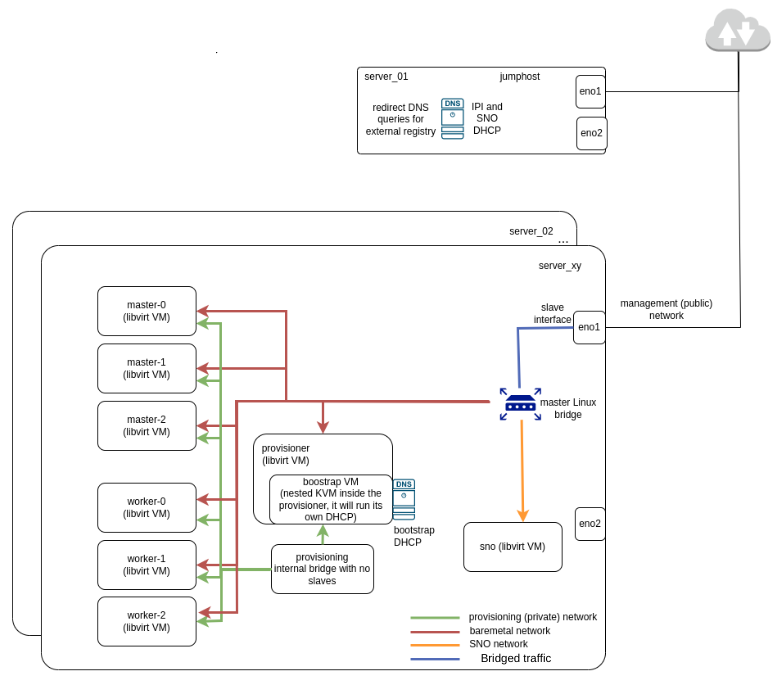 server_01
jumphost
eno1
redirect DNS
queries for
external registry
DNS
IPI and
SNO
DHCP
eno2
server_02
...
server_xy
master-0
(libvirt VM)
slave
interface
eno1
management (public)
network
master-1
(libvirt VM)
master-2
(libvirt VM)
master Linux
bridge
provisioner
(libvirt VM)
boostrap VM
(nested KVM inside the
provisioner, it will run its
own DHCP)
DNS
bootstrap
DHCP
worker-0
(libvirt VM)
eno2
sno (libvirt VM)
worker-1
(libvirt VM)
provisioning
internal bridge with no
slaves
worker-2
(libvirt VM)
provisioning (private) network
baremetal network
SNO network
Bridged traffic